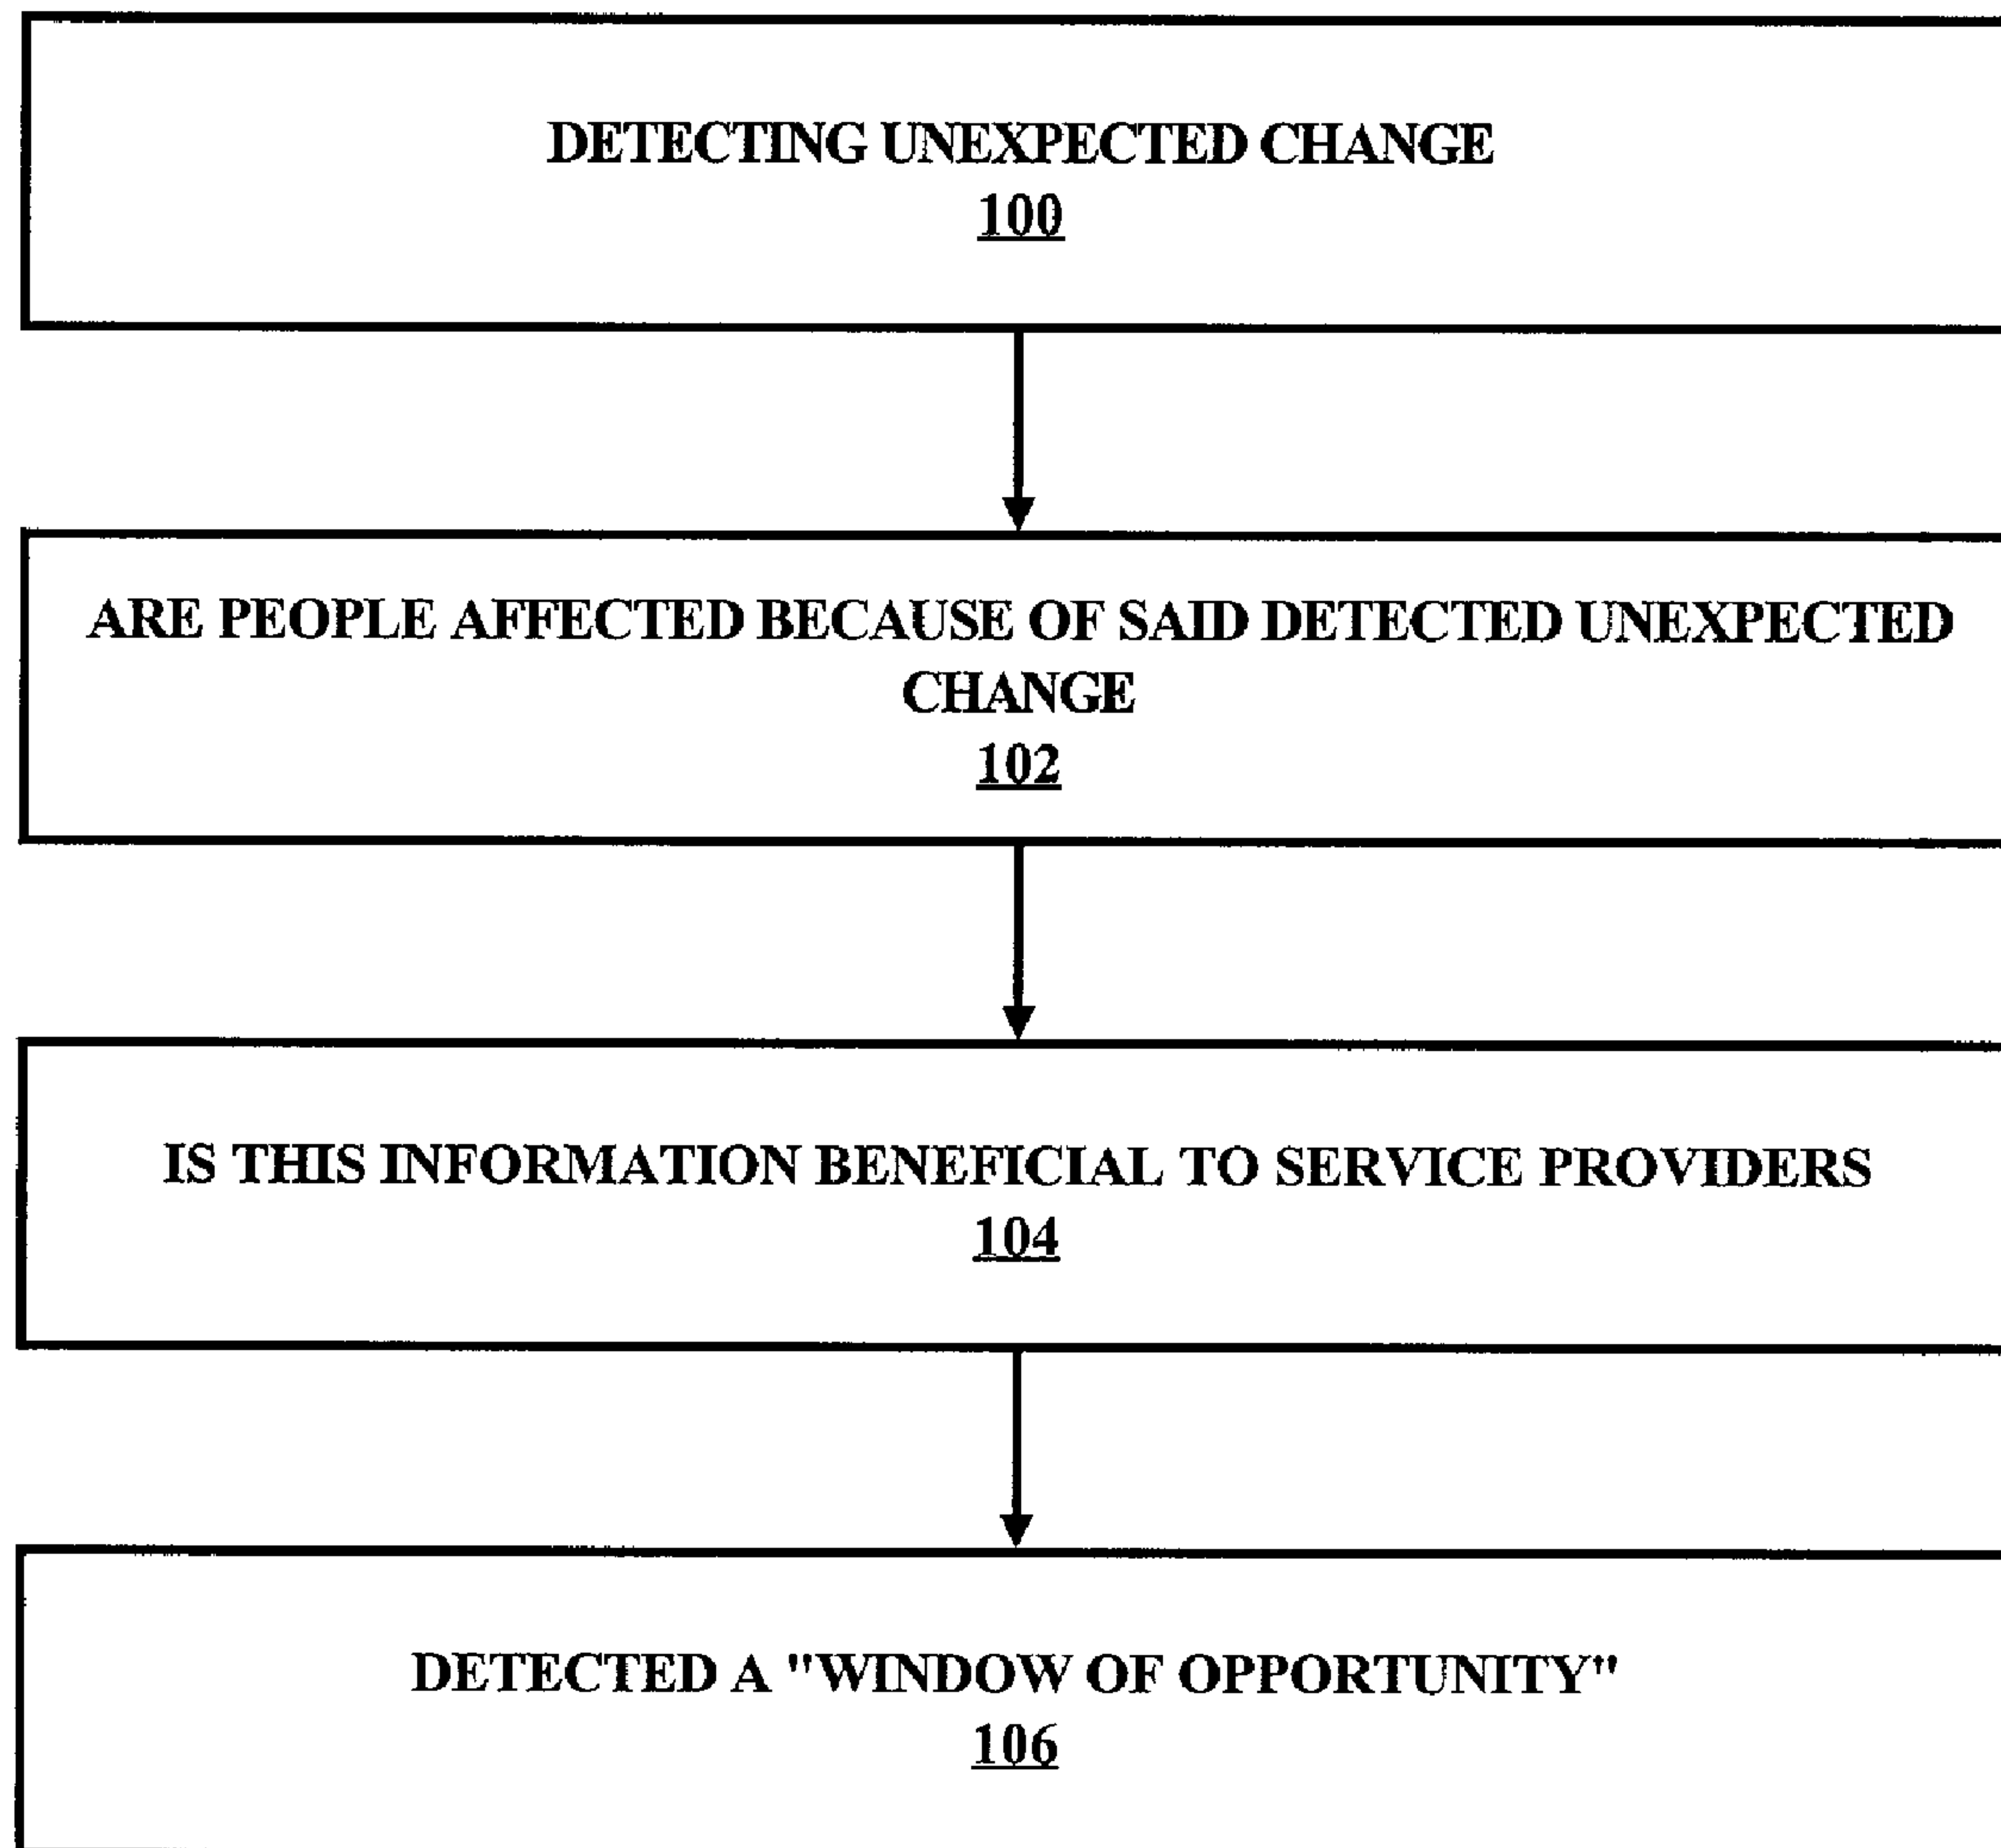 DETECTING UNEXPECTED CHANGE
100
ARE PEOPLE AFFECTED BECAUSE OF SAID DETECTED UNEXPECTED
CHANGE
102
IS THIS INFORMATION BENEFICIAL TO SERVICE PROVIDERS
104
DETECTED A "WINDOW OF OPPORTUNITY"
106